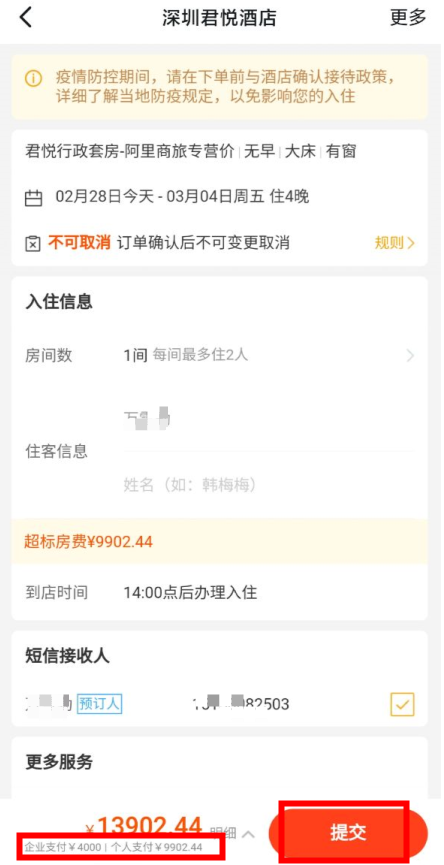 深圳君悦酒店 更多
疫情防控期间，请在下单前与酒店确认接待政策，
详细了解当地防疫规定，以免影响您的入住
君悦行政套房-阿里商旅专营价 | 无早 | 大床 | 有窗
02月28日今天 - 03月04日周五 住4晚
不可取消 订单确认后不可变更取消 规则
入住信息
房间数 1间 每间最多住2人
住客信息
姓名（如：韩梅梅）
超标房费¥9902.44
到店时间 14:00点后办理入住
短信接收人
预订人 082503
更多服务
¥13902.44 明细 提交
企业支付¥4000 | 个人支付¥9902.44